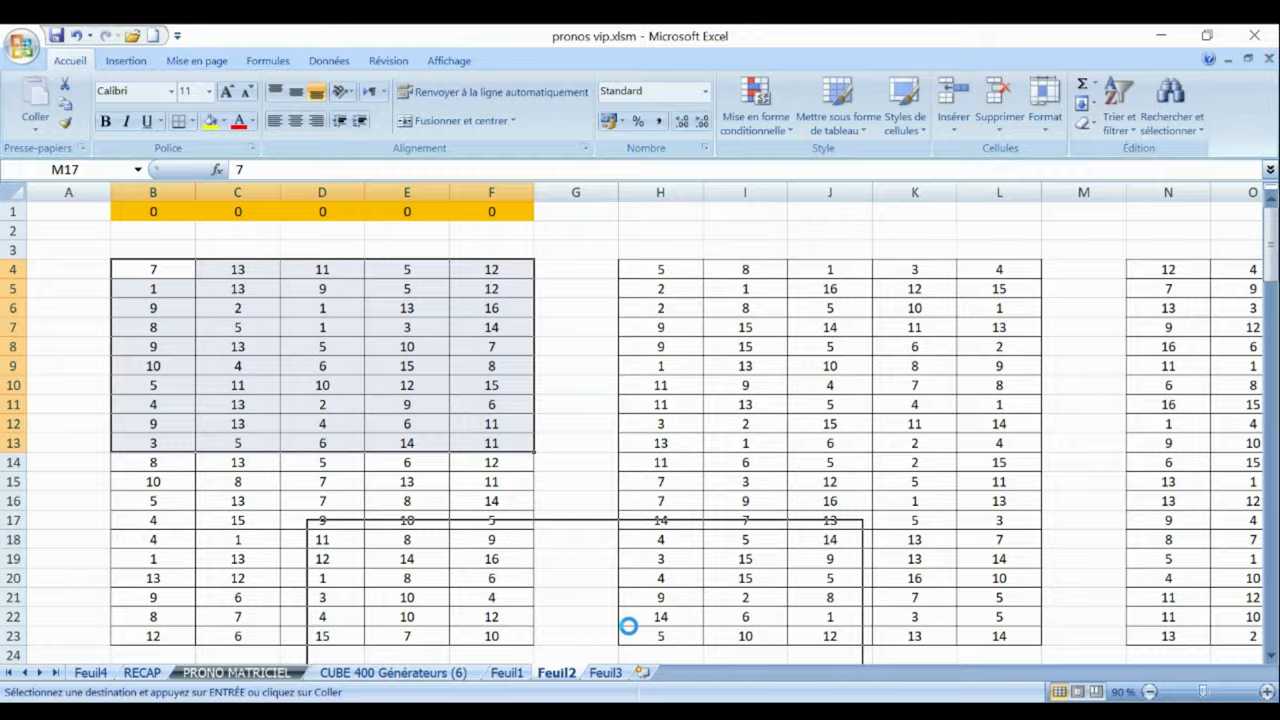 pronos vip.xlsm - Microsoft Excel
Accueil Insertion Mise en page Formules Données Révision Affichage
Calibri 11 A A Renvoyer à la ligne automatiquement Standard
Coller B I U A Fusionner et centrer % Mise en forme conditionnelle Mettre sous forme de tableau Styles de cellules Insérer Supprimer Format Σ Trier et filtrer Rechercher et sélectionner
Presse-papiers Police Alignement Nombre Style Cellules Édition
M17 fx 7
A B C D E F G H I J K L M N O
1 0 0 0 0 0
2
3
4 7 13 11 5 12 5 8 1 3 4 12 4
5 1 13 9 5 12 2 1 16 12 15 7 9
6 9 2 1 13 16 2 8 5 10 1 13 3
7 8 5 1 3 14 9 15 14 11 13 9 12
8 9 13 5 10 7 9 15 5 6 2 16 6
9 10 4 6 15 8 1 13 10 8 9 11 1
10 5 11 10 12 15 11 9 4 7 8 6 8
11 4 13 2 9 6 11 13 5 4 1 16 15
12 9 13 4 6 11 3 2 15 11 14 1 4
13 3 5 6 14 11 13 1 6 2 4 9 10
14 8 13 5 6 12 11 6 5 2 15 6 15
15 10 8 7 13 11 7 3 12 5 11 13 1
16 5 13 7 8 14 7 9 16 1 13 13 12
17 4 15 9 10 5 14 7 13 5 3 9 4
18 4 1 11 8 9 4 5 14 13 7 8 7
19 1 13 12 14 16 3 15 9 13 14 5 1
20 13 12 1 8 6 4 15 5 16 10 4 10
21 9 6 3 10 4 9 2 8 7 5 11 12
22 8 7 4 10 12 14 6 1 3 5 11 10
23 12 6 15 7 10 5 10 12 13 14 13 2
24
Feuil4 RECAP PRONO MATRICIEL CUBE 400 Générateurs (6) Feuil1 Feuil2 Feuil3
Sélectionnez une destination et appuyez sur ENTRÉE ou cliquez sur Coller 90 %